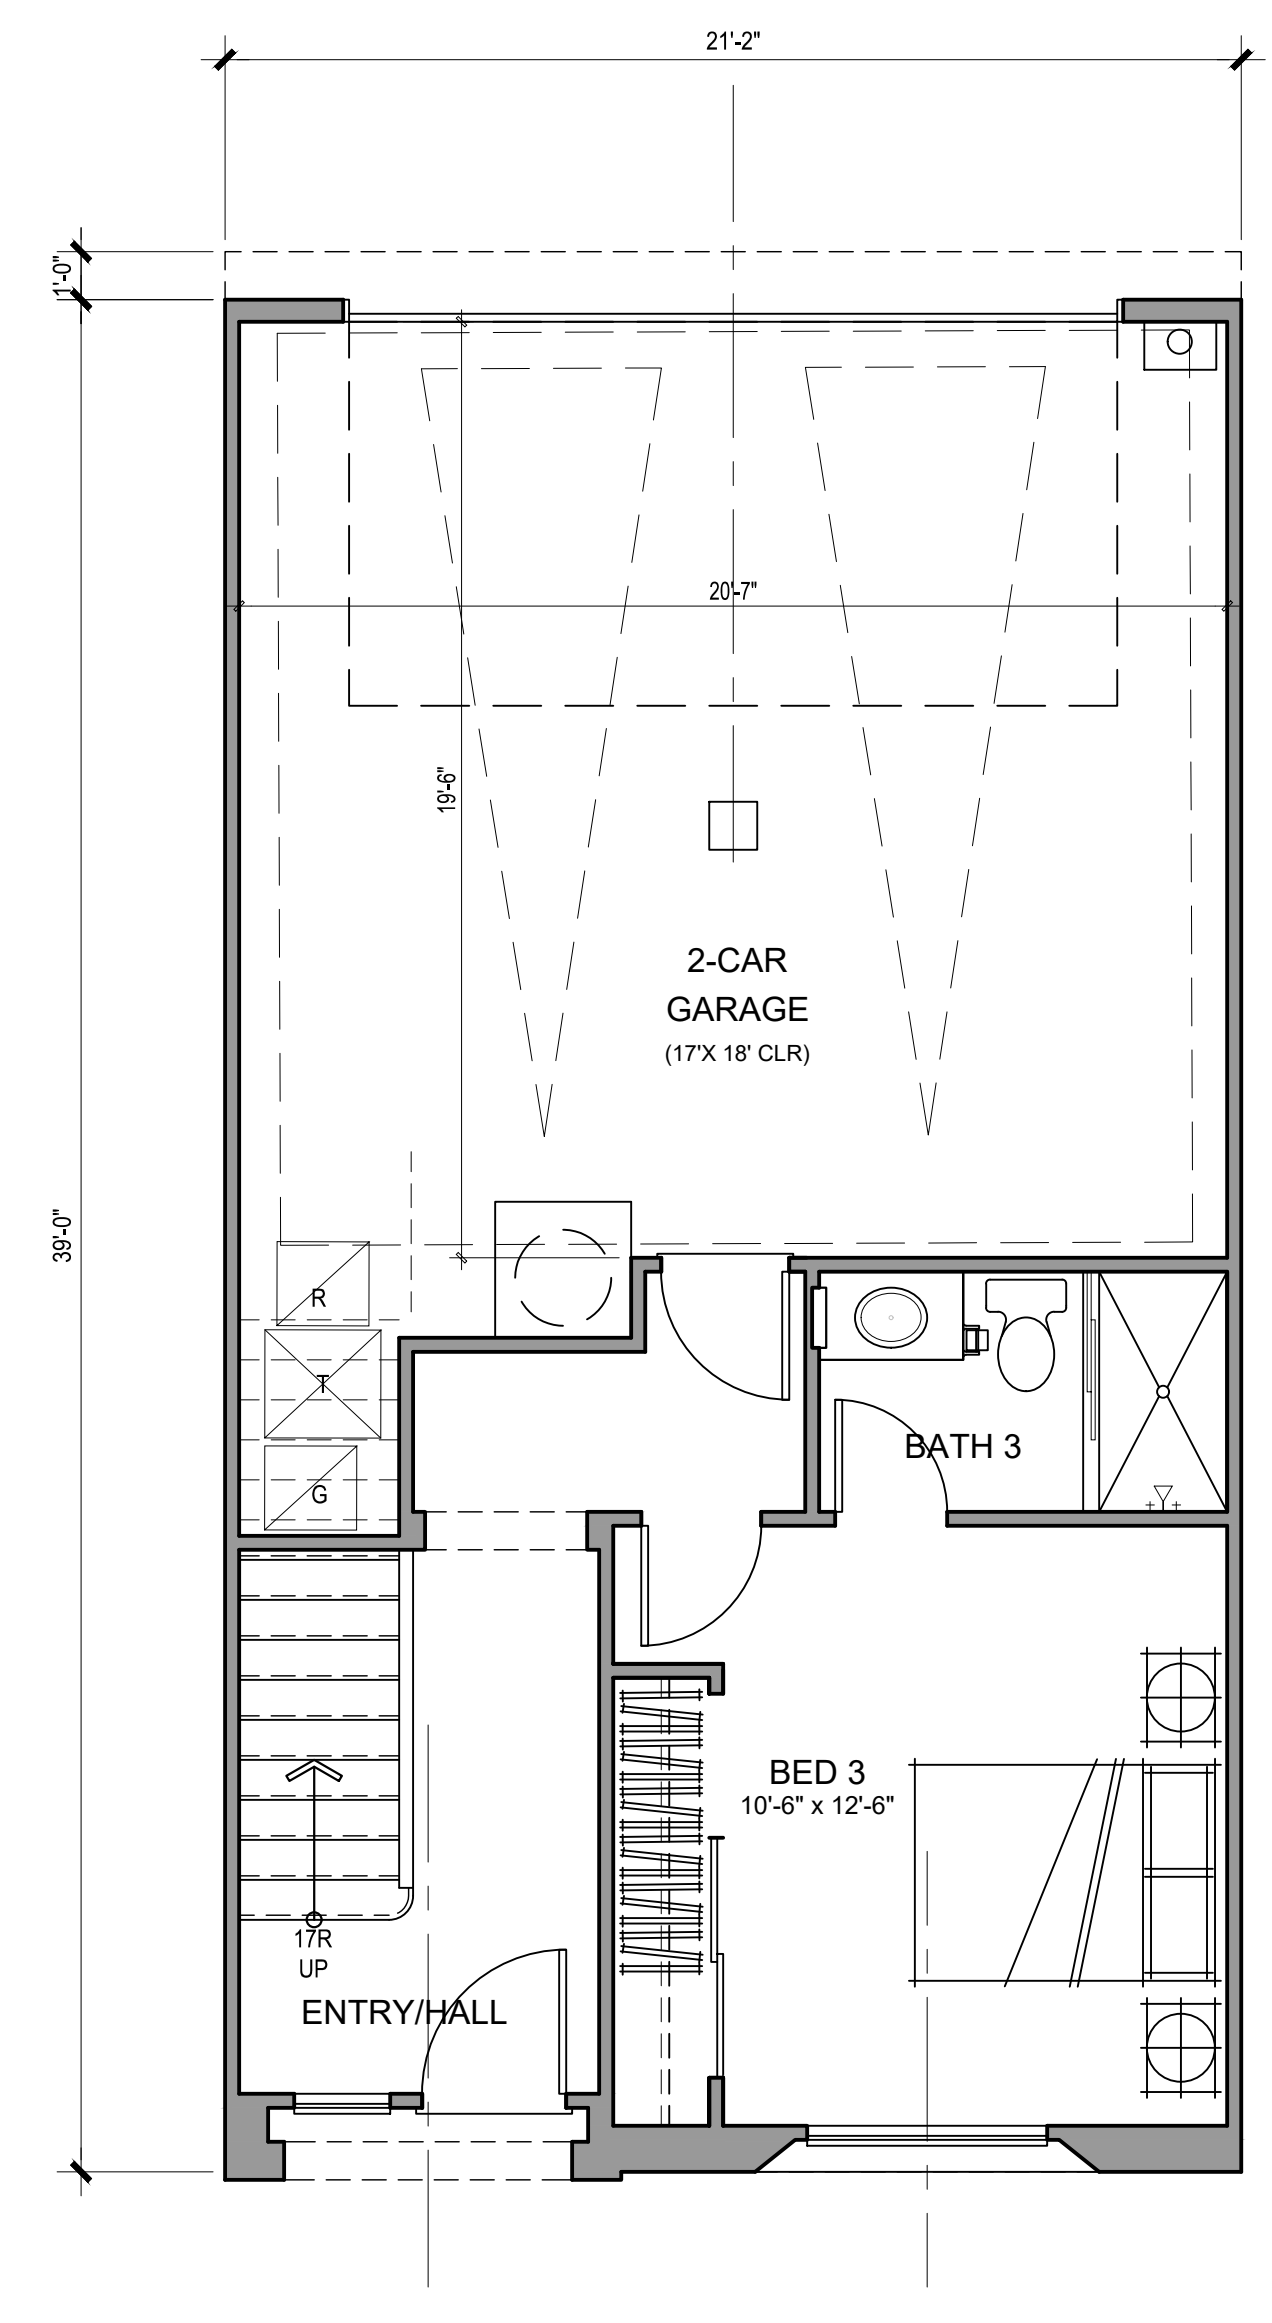 21'-2"
1'-0"
20'-7"
19'-6"
2-CAR
GARAGE
(17'X 18' CLR)
39'-0"
R
T
G
BATH 3
BED 3
10'-6" x 12'-6"
17R
UP
ENTRY/HALL